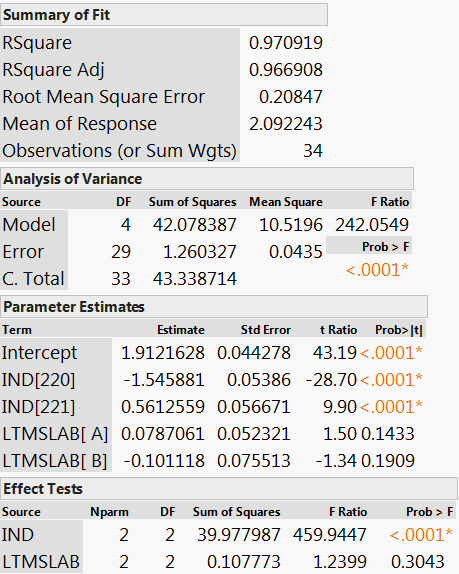 Summary of Fit
RSquare 0.970919
RSquare Adj 0.966908
Root Mean Square Error 0.20847
Mean of Response 2.092243
Observations (or Sum Wgts) 34
Analysis of Variance
Source DF Sum of Squares Mean Square F Ratio
Model 4 42.078387 10.5196 242.0549
Error 29 1.260327 0.0435 Prob > F
C. Total 33 43.338714 <.0001*
Parameter Estimates
Term Estimate Std Error t Ratio Prob>|t|
Intercept 1.9121628 0.044278 43.19 <.0001*
IND[220] -1.545881 0.05386 -28.70 <.0001*
IND[221] 0.5612559 0.056671 9.90 <.0001*
LTMSLAB[ A] 0.0787061 0.052321 1.50 0.1433
LTMSLAB[ B] -0.101118 0.075513 -1.34 0.1909
Effect Tests
Source Nparm DF Sum of Squares F Ratio Prob > F
IND 2 2 39.977987 459.9447 <.0001*
LTMSLAB 2 2 0.107773 1.2399 0.3043